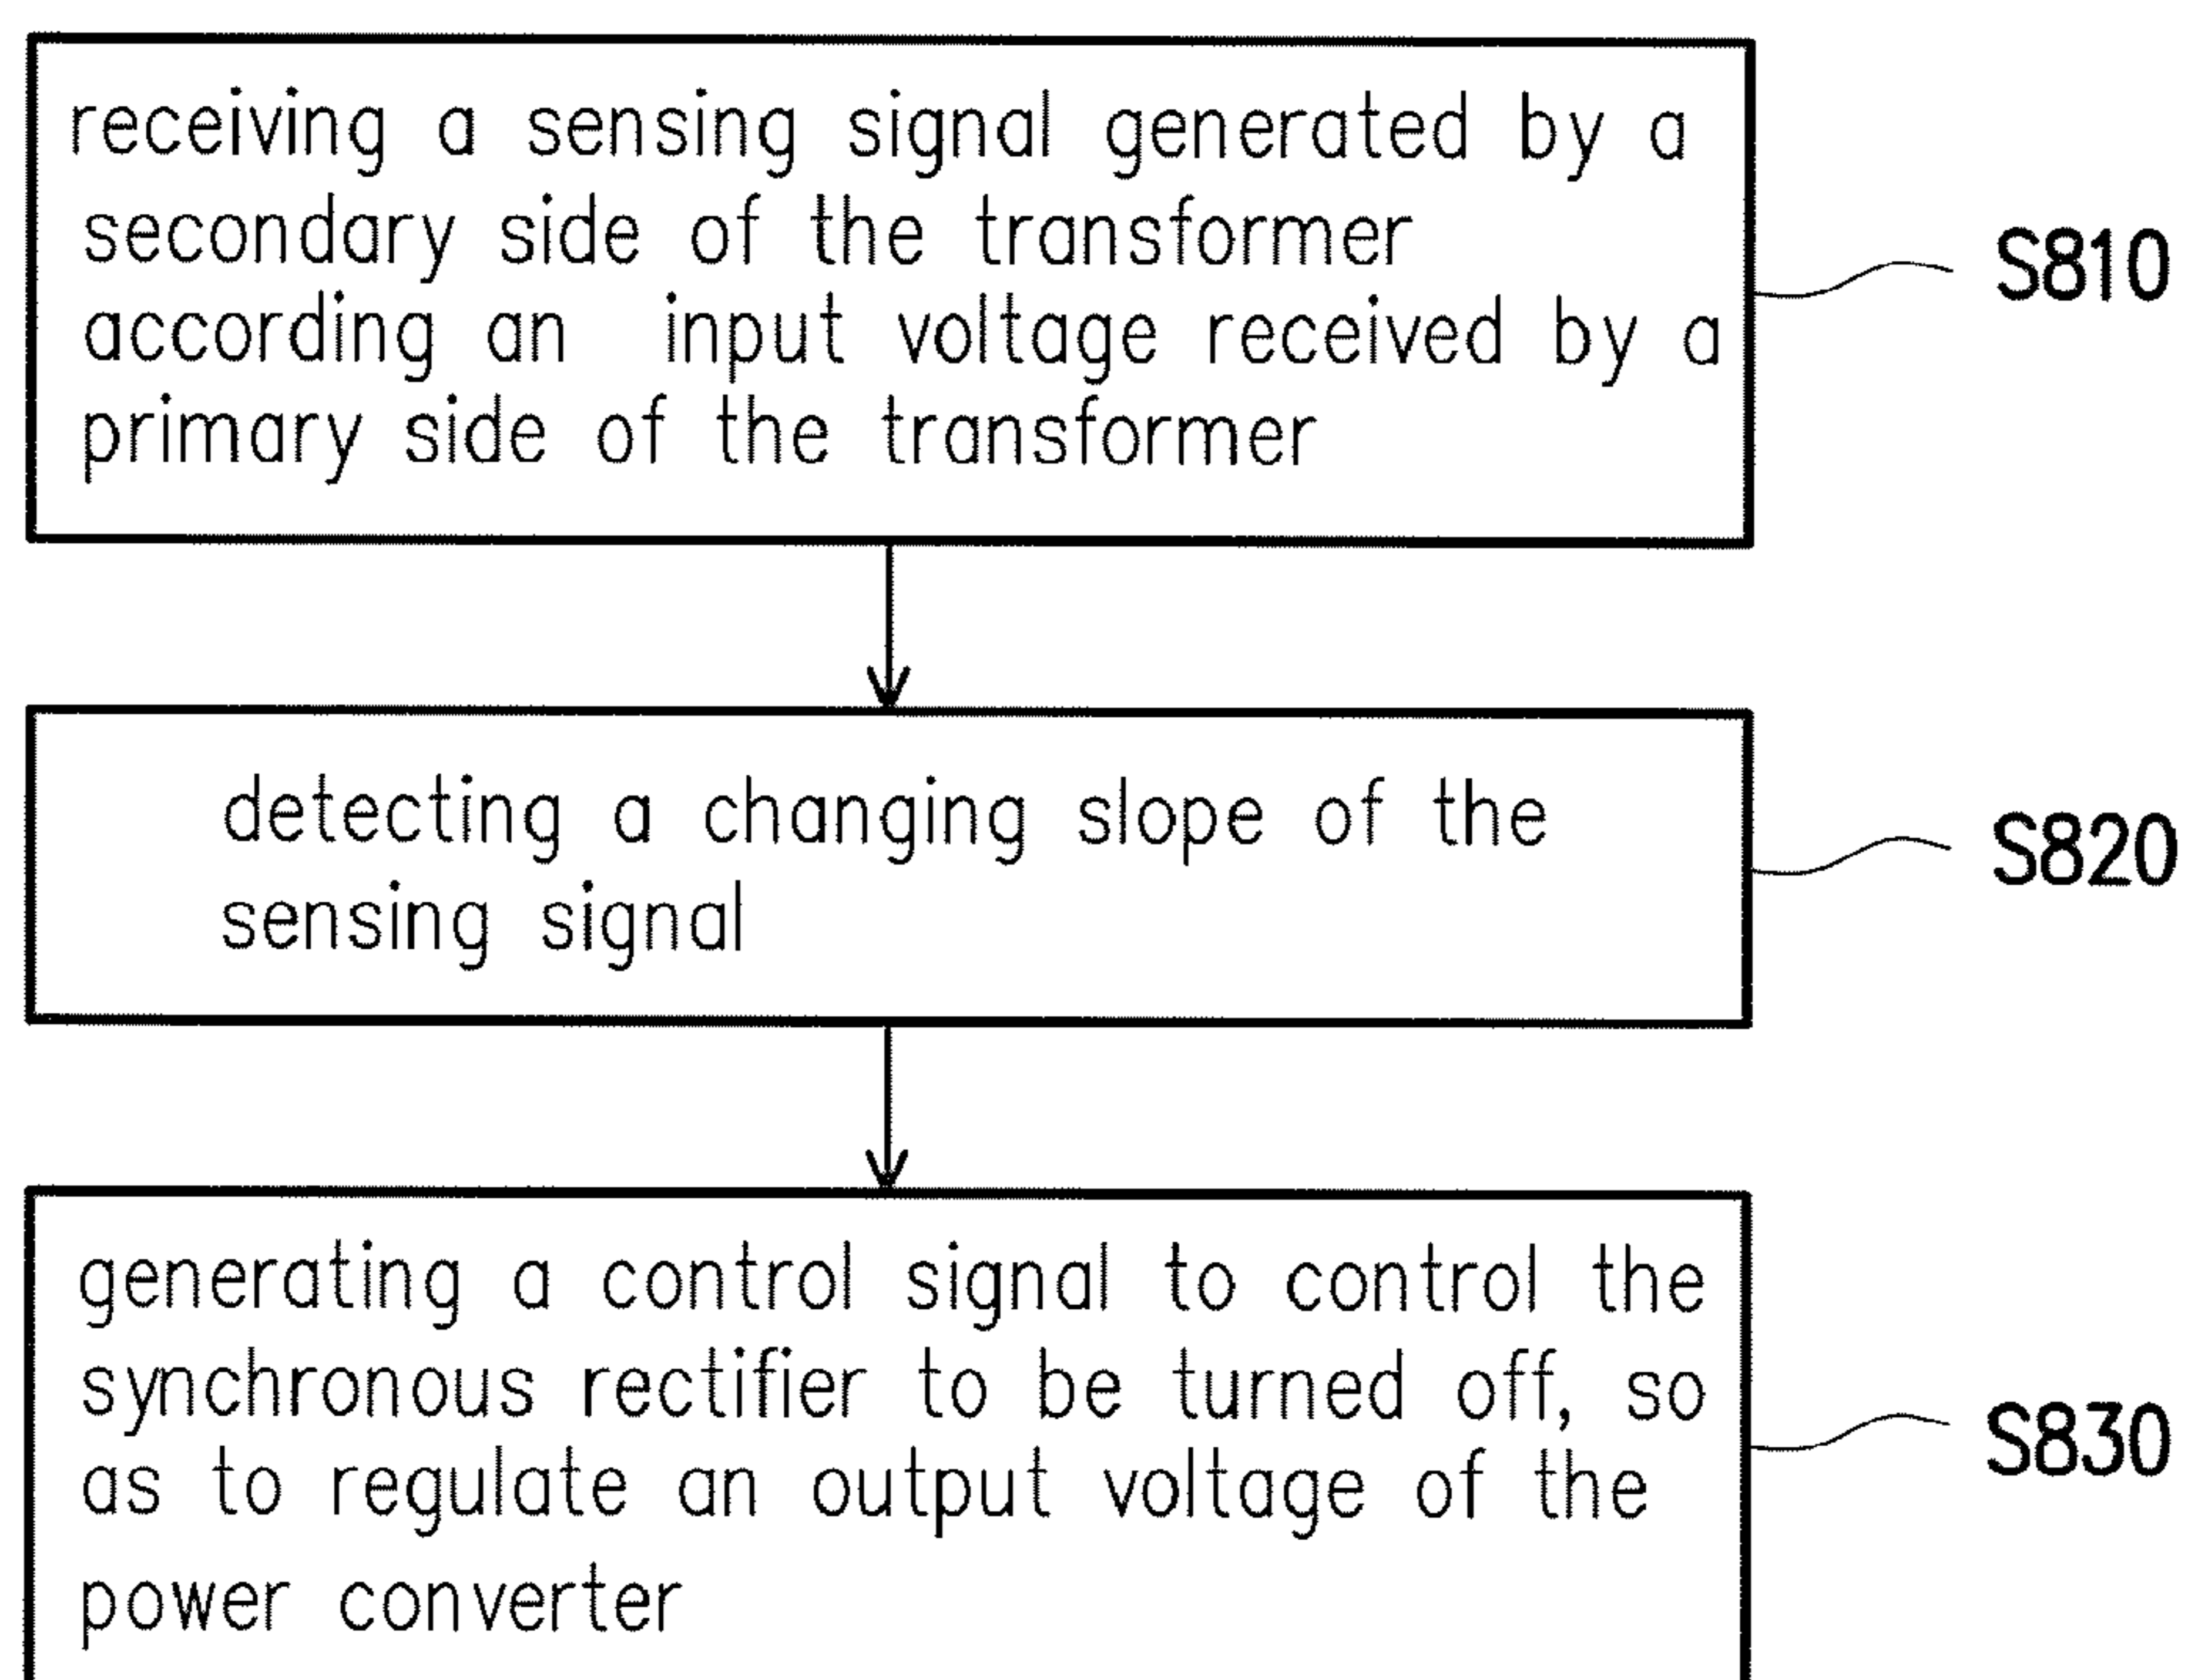 receiving a sensing signal generated by a
secondary side of the transformer
according an input voltage received by a
primary side of the transformer
S810
detecting a changing slope of the
sensing signal
S820
generating a control signal to control the
synchronous rectifier to be turned off, so
as to regulate an output voltage of the
power converter
S830